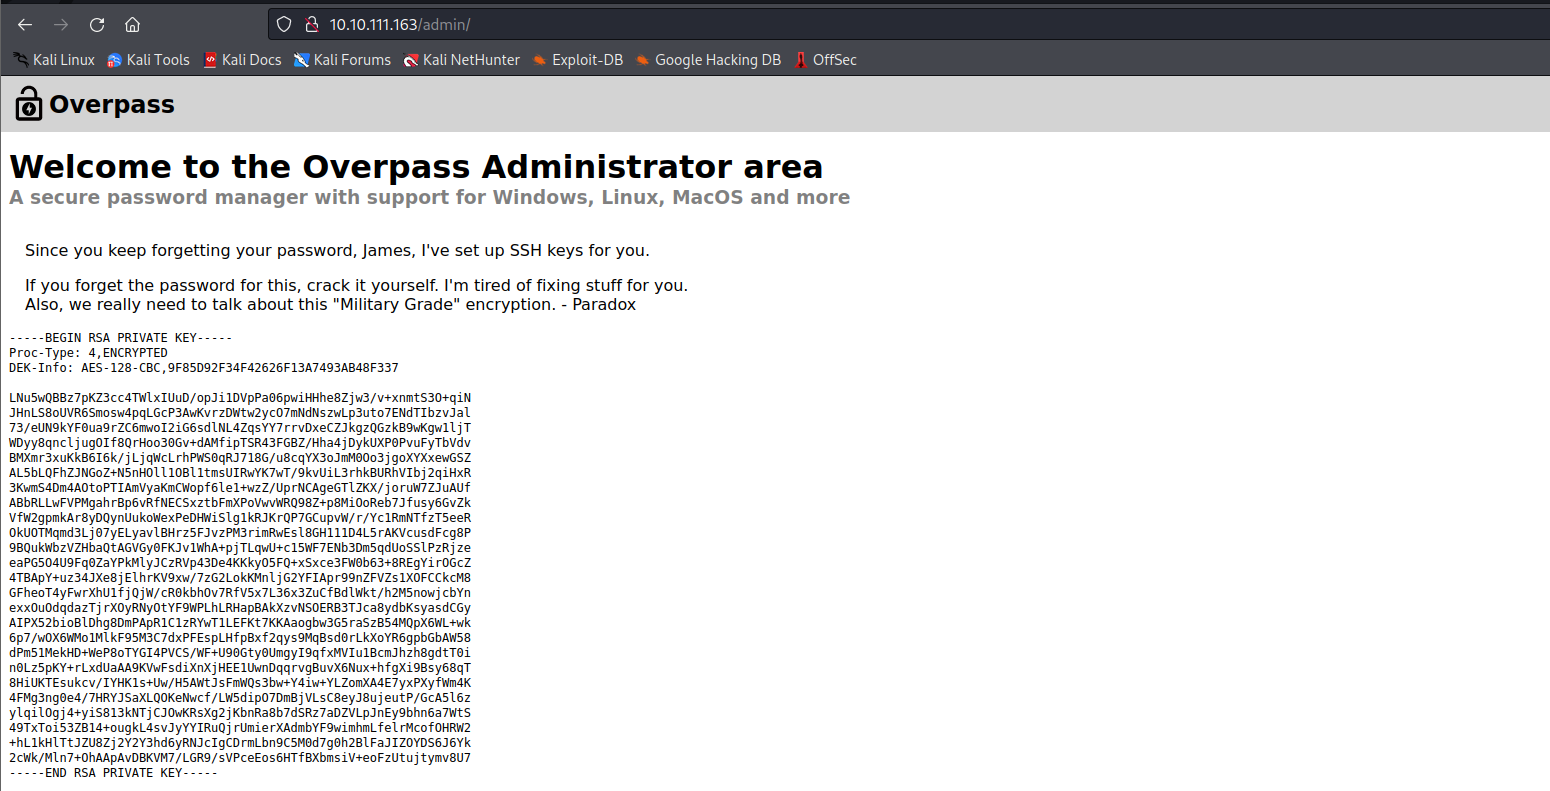 10.10.111.163/admin/
Kali Linux Kali Tools Kali Docs Kali Forums Kali NetHunter Exploit-DB Google Hacking DB OffSec
Overpass
Welcome to the Overpass Administrator area
A secure password manager with support for Windows, Linux, MacOS and more
Since you keep forgetting your password, James, I've set up SSH keys for you.
If you forget the password for this, crack it yourself. I'm tired of fixing stuff for you.
Also, we really need to talk about this "Military Grade" encryption. - Paradox
-----BEGIN RSA PRIVATE KEY-----
Proc-Type: 4,ENCRYPTED
DEK-Info: AES-128-CBC,9F85D92F34F42626F13A7493AB48F337
LNu5wQBBz7pKZ3cc4TWlxIUuD/opJi1DVpPa06pwiHHhe8Zjw3/v+xnmtS3O+qiN
JHnLS8oUVR6Smosw4pqLGcP3AwKvrzDWtw2ycO7mNdNszwLp3uto7ENdTIbzvJal
73/eUN9kYF0ua9rZC6mwoI2iG6sdlNL4ZqsYY7rrvDxeCZJkgzQGzkB9wKgw1ljT
WDyy8qncljugOIf8QrHoo30Gv+dAMfipTSR43FGBZ/Hha4jDykUXP0PvuFyTbVdv
BMXmr3xuKkB6I6k/jLjqWcLrhPWS0qRJ718G/u8cqYX3oJmM0Oo3jgoXYXxewGSZ
AL5bLQFhZJNGoZ+N5nHOll1OBl1tmsUIRwYK7wT/9kvUiL3rhkBURhVIbj2qiHxR
3KwmS4Dm4AOtoPTIAmVyaKmCWopf6le1+wzZ/UprNCAgeGTlZKX/joruW7ZJuAUf
ABbRLLwFVPMgahrBp6vRfNECSxztbFmXPoVwvWRQ98Z+p8MiOoReb7Jfusy6GvZk
VfW2gpmkAr8yDQynUukoWexPeDHWiSlg1kRJKrQP7GCupvW/r/Yc1RmNTfzT5eeR
OkUOTMqmd3Lj07yELyavlBHrz5FJvzPM3rimRwEsl8GH111D4L5rAKVcusdFcg8P
9BQukWbzVZHbaQtAGVGy0FKJv1WhA+pjTLqwU+c15WF7ENb3Dm5qdUoSSlPzRjze
eaPG5O4U9Fq0ZaYPkMlyJCzRVp43De4KKkyO5FQ+xSxce3FW0b63+8REgYirOGcZ
4TBApY+uz34JXe8jElhrKV9xw/7zG2LokKMnljG2YFIApr99nZFVZs1XOFCCkcM8
GFheoT4yFwrXhU1fjQjW/cR0kbhOv7RfV5x7L36x3ZuCfBdlWkt/h2M5nowjcbYn
exxOuOdqdazTjrXOyRNyOtYF9WPLhLRHapBAkXzvNSOERB3TJca8ydbKsyasdCGy
AIPX52bioBlDhg8DmPApR1C1zRYwT1LEFKt7KKAaogbw3G5raSzB54MQpX6WL+wk
6p7/wOX6WMo1MlkF95M3C7dxPFEspLHfpBxf2qys9MqBsd0rLkXoYR6gpbGbAW58
dPm51MekHD+WeP8oTYGI4PVCS/WF+U90Gty0UmgyI9qfxMVIu1BcmJhzh8gdtT0i
n0Lz5pKY+rLxdUaAA9KVwFsdiXnXjHEE1UwnDqqrvgBuvX6Nux+hfgXi9Bsy68qT
8HiUKTEsukcv/IYHK1s+Uw/H5AWtJsFmWQs3bw+Y4iw+YLZomXA4E7yxPXyfWm4K
4FMg3ng0e4/7HRYJSaXLQOKeNwcf/LW5dipO7DmBjVLsC8eyJ8ujeutP/GcA5l6z
ylqilOgj4+yiS813kNTjCJOwKRsXg2jKbnRa8b7dSRz7aDZVLpJnEy9bhn6a7WtS
49TxToi53ZB14+ougkL4svJyYYIRuQjrUmierXAdmbYF9wimhmLfelrMcofOHRW2
+hL1kHlTtJZU8Zj2Y2Y3hd6yRNJcIgCDrmLbn9C5M0d7g0h2BlFaJIZOYDS6J6Yk
2cWk/Mln7+OhAApAvDBKVM7/LGR9/sVPceEos6HTfBXbmsiV+eoFzUtujtymv8U7
-----END RSA PRIVATE KEY-----